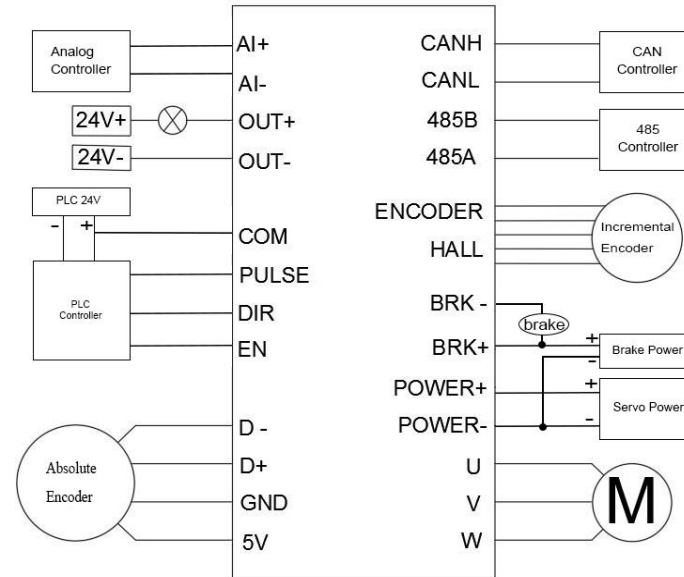 Analog
Controller
AI+
AI-
24V+
OUT+
24V-
OUT-
PLC 24V
- +
COM
PULSE
PLC
Controller
DIR
EN
D -
D+
Absolute
Encoder
GND
5V
CANH
CAN
Controller
CANL
485B
485
Controller
485A
ENCODER
Incremental
Encoder
HALL
BRK -
brake
BRK+
+
-
Brake Power
POWER+
+
Servo Power
POWER-
-
U
V
M
W